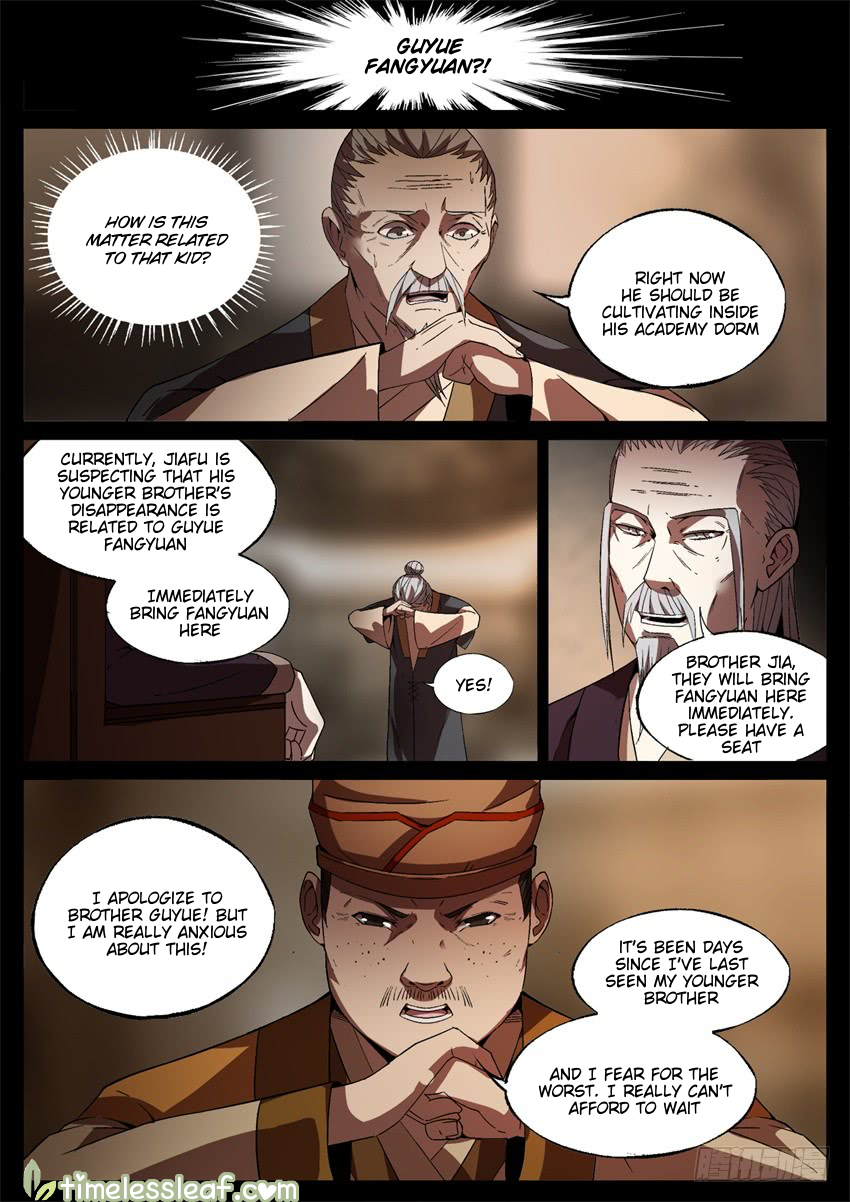 GUYUE
FANGYUAN?!
HOW IS THIS
MATTER RELATED
TO THAT KID?
RIGHT NOW
HE SHOULD BE
CULTIVATING INSIDE
HIS ACADEMY DORM
CURRENTLY, JIAFU IS
SUSPECTING THAT HIS
YOUNGER BROTHER'S
DISAPPEARANCE IS
RELATED TO GUYUE
FANGYUAN
IMMEDIATELY
BRING FANGYUAN
HERE
YES!
BROTHER JIA,
THEY WILL BRING
FANGYUAN HERE
IMMEDIATELY.
PLEASE HAVE A
SEAT
I APOLOGIZE TO
BROTHER GUYUE! BUT
I AM REALLY ANXIOUS
ABOUT THIS!
IT'S BEEN DAYS
SINCE I'VE LAST
SEEN MY YOUNGER
BROTHER
AND I FEAR FOR THE
WORST. I REALLY CAN'T
AFFORD TO WAIT
timelessleaf.com
腾讯动漫